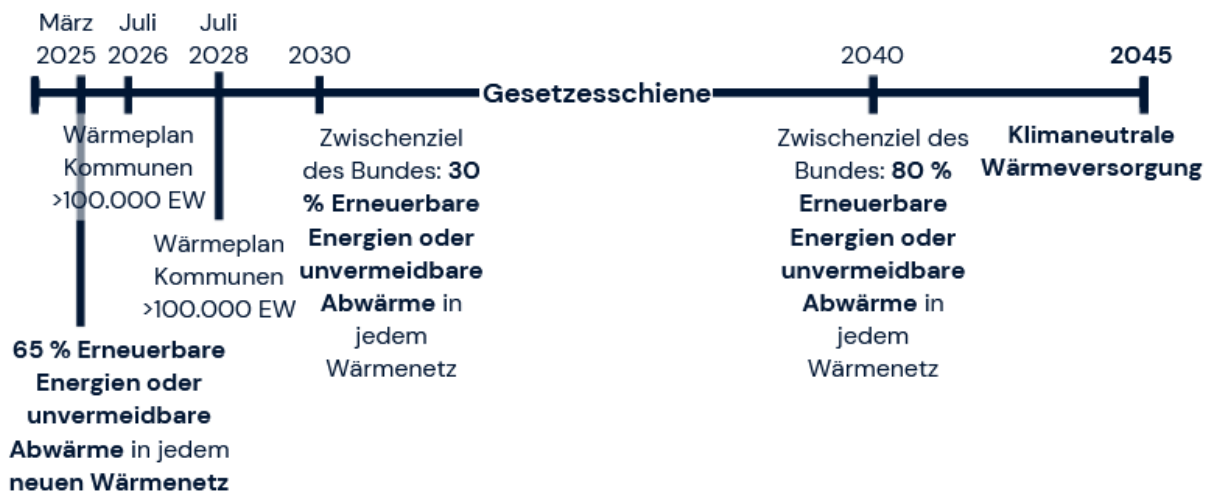 März
2025
Juli
2026
Juli
2028
2030
2040
2045
Gesetzesschiene
Wärmeplan
Kommunen
>100.000 EW
Wärmeplan
Kommunen
>100.000 EW
65 % Erneuerbare
Energien oder
unvermeidbare
Abwärme in jedem
neuen Wärmenetz
Zwischenziel
des Bundes: 30
% Erneuerbare
Energien oder
unvermeidbare
Abwärme in
jedem
Wärmenetz
Zwischenziel des
Bundes: 80 %
Erneuerbare
Energien oder
unvermeidbare
Abwärme in
jedem
Wärmenetz
Klimaneutrale
Wärmeversorgung